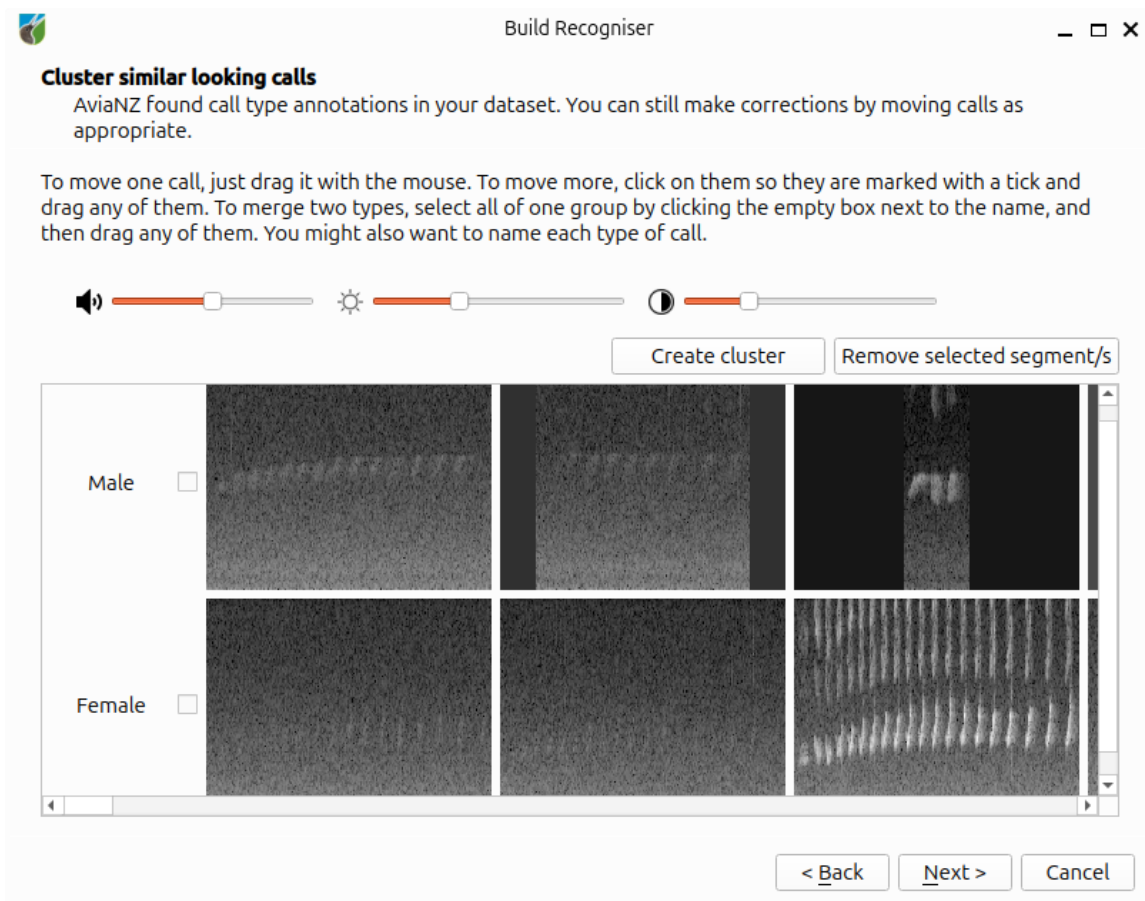 Build Recogniser
Cluster similar looking calls
AviaNZ found call type annotations in your dataset. You can still make corrections by moving calls as
appropriate.
To move one call, just drag it with the mouse. To move more, click on them so they are marked with a tick and
drag any of them. To merge two types, select all of one group by clicking the empty box next to the name, and
then drag any of them. You might also want to name each type of call.
Create cluster
Remove selected segment/s
Male
Female
< Back
Next >
Cancel